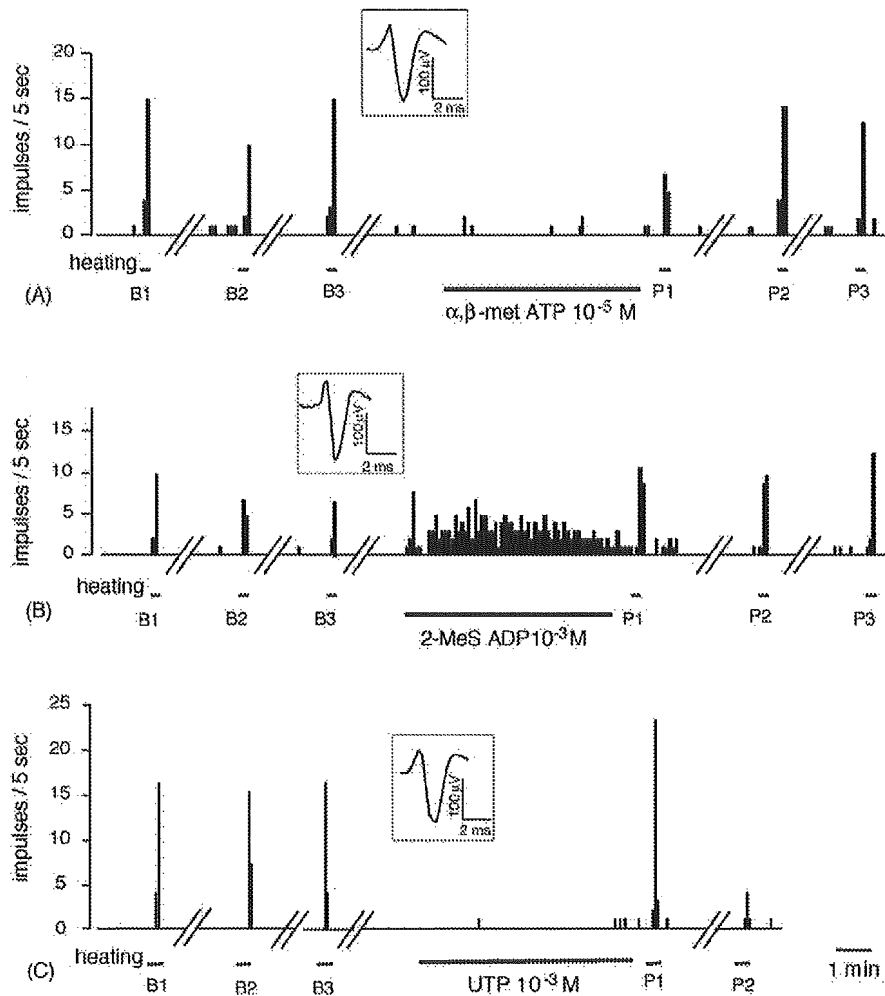 20
15
10
5
0
impulses / 5 sec
100 µV
2 ms
heating
B1 B2 B3 P1 P2 P3
(A)
α,β-met ATP 10⁻⁵ M
15
10
5
0
impulses / 5 sec
100 µV
2 ms
heating
B1 B2 B3 P1 P2 P3
(B)
2-MeS ADP10⁻³M
25
20
15
10
5
0
impulses / 5 sec
100 µV
2 ms
heating
B1 B2 B3 P1 P2
(C)
UTP 10⁻³ M
1 min